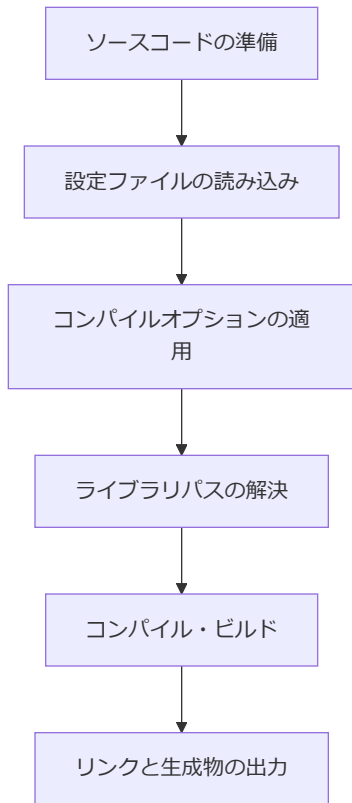 ソースコードの準備
設定ファイルの読み込み
コンパイルオプションの適
用
ライブラリパスの解決
コンパイル・ビルド
リンクと生成物の出力